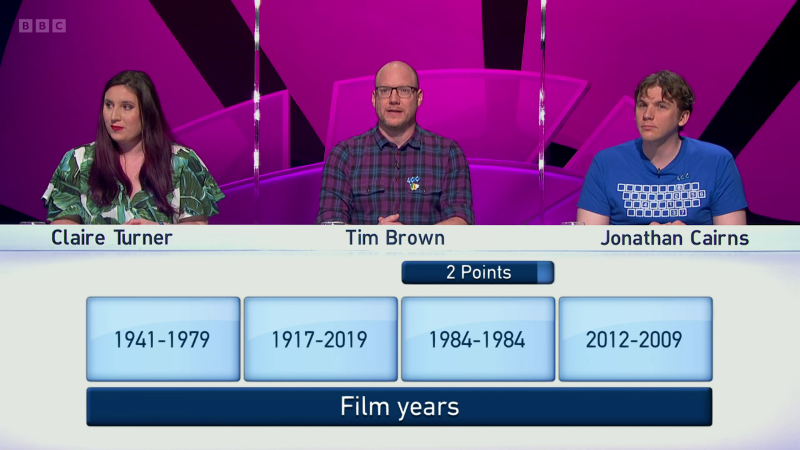 BBC
Claire Turner
Tim Brown
Jonathan Cairns
2 Points
1941-1979
1917-2019
1984-1984
2012-2009
Film years